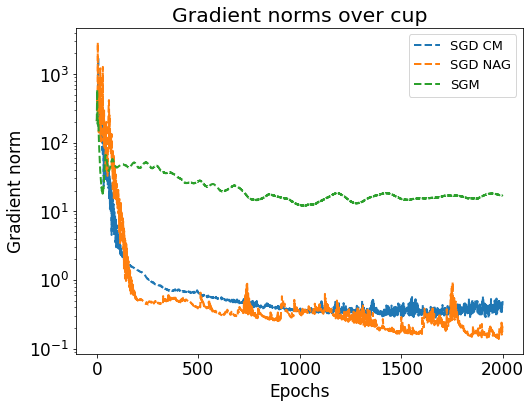 Gradient norms over cup
SGD CM
SGD NAG
SGM
Gradient norm
10³
10²
10¹
10⁰
10⁻¹
0 500 1000 1500 2000
Epochs